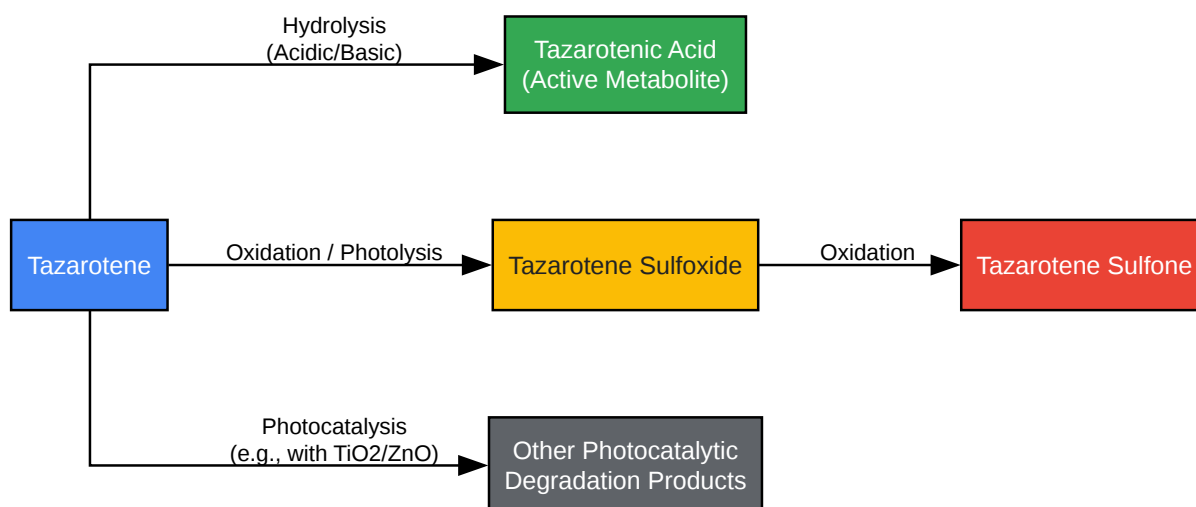 Hydrolysis
(Acidic/Basic)
Tazarotenic Acid
(Active Metabolite)
Tazarotene
Oxidation / Photolysis
Tazarotene Sulfoxide
Oxidation
Tazarotene Sulfone
Photocatalysis
(e.g., with TiO2/ZnO)
Other Photocatalytic
Degradation Products